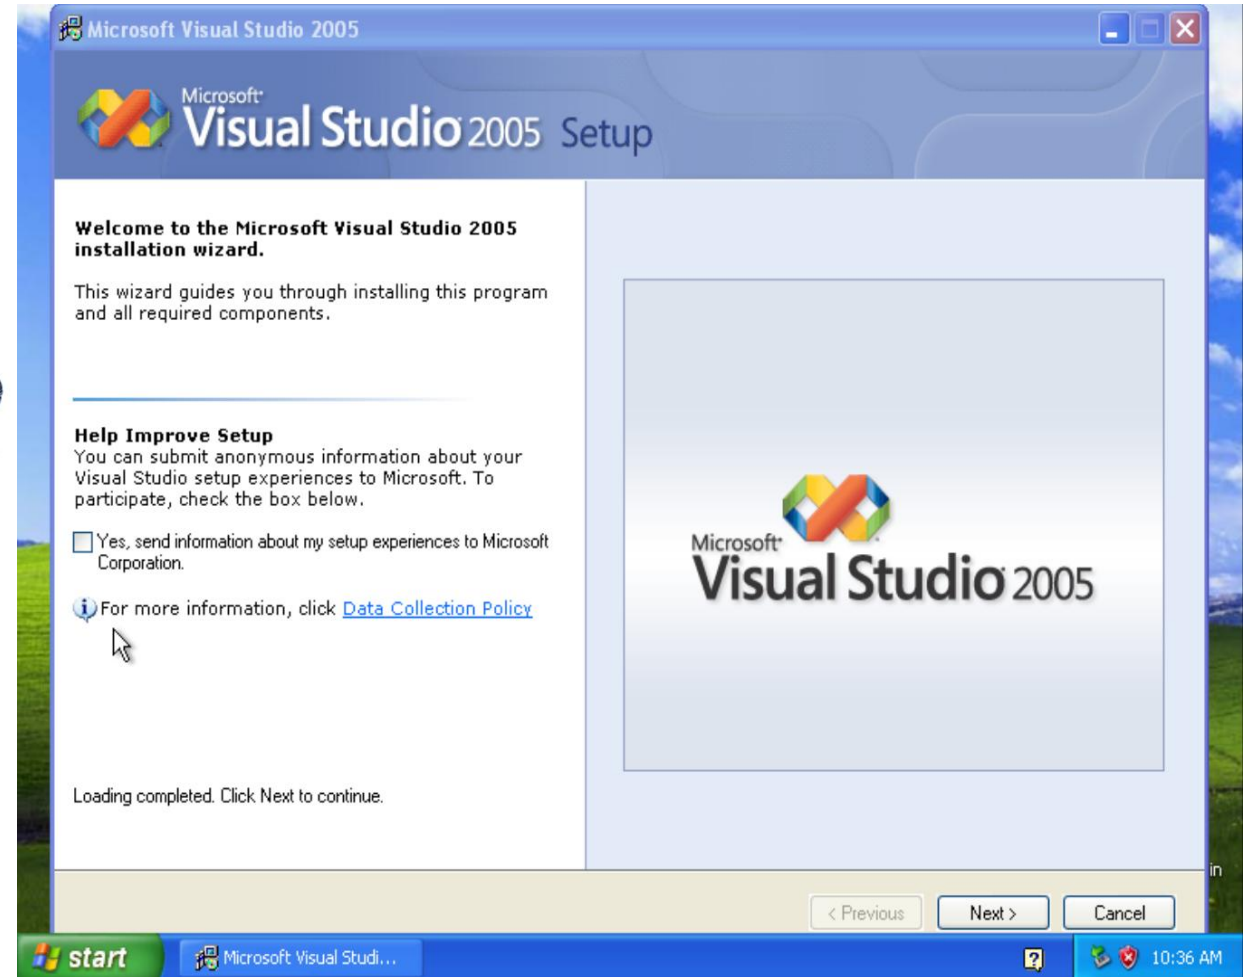 Microsoft Visual Studio 2005
Microsoft
Visual Studio 2005 Setup
Welcome to the Microsoft Visual Studio 2005
installation wizard.
This wizard guides you through installing this program
and all required components.
Help Improve Setup
You can submit anonymous information about your
Visual Studio setup experiences to Microsoft. To
participate, check the box below.
Yes, send information about my setup experiences to Microsoft
Corporation.
For more information, click Data Collection Policy
Loading completed. Click Next to continue.
Microsoft
Visual Studio 2005
in
< Previous
Next >
Cancel
start
Microsoft Visual Studi...
10:36 AM